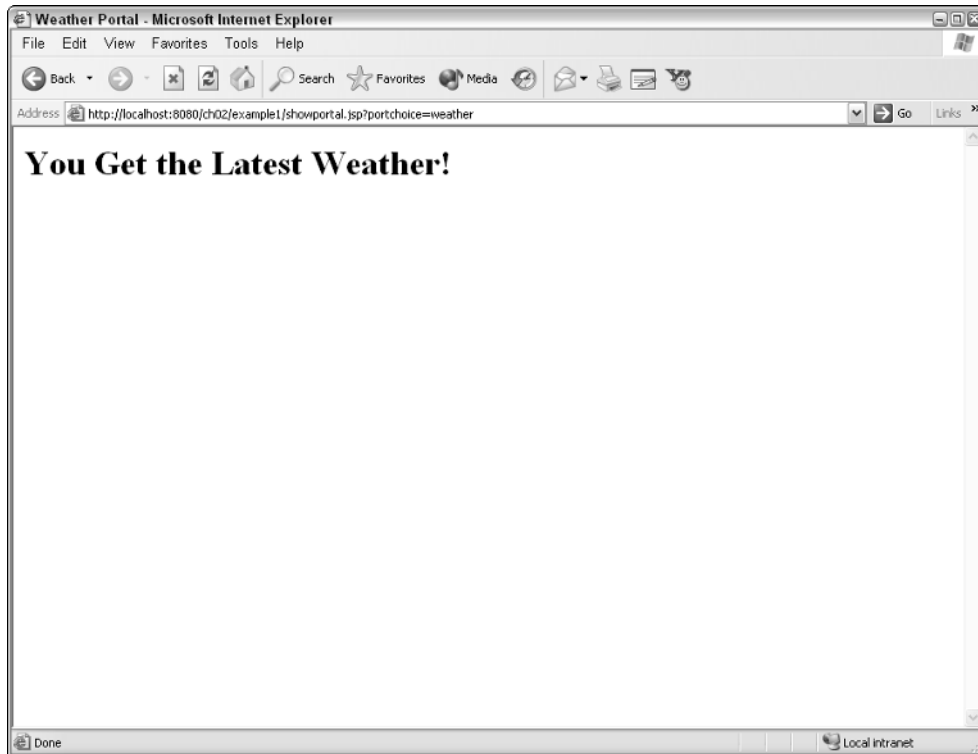 Weather Portal - Microsoft Internet Explorer
File Edit View Favorites Tools Help
Back Search Favorites Media
Address http://localhost:8080/ch02/example1/showportal.jsp?portchoice=weather Go Links »
You Get the Latest Weather!
Done Local intranet